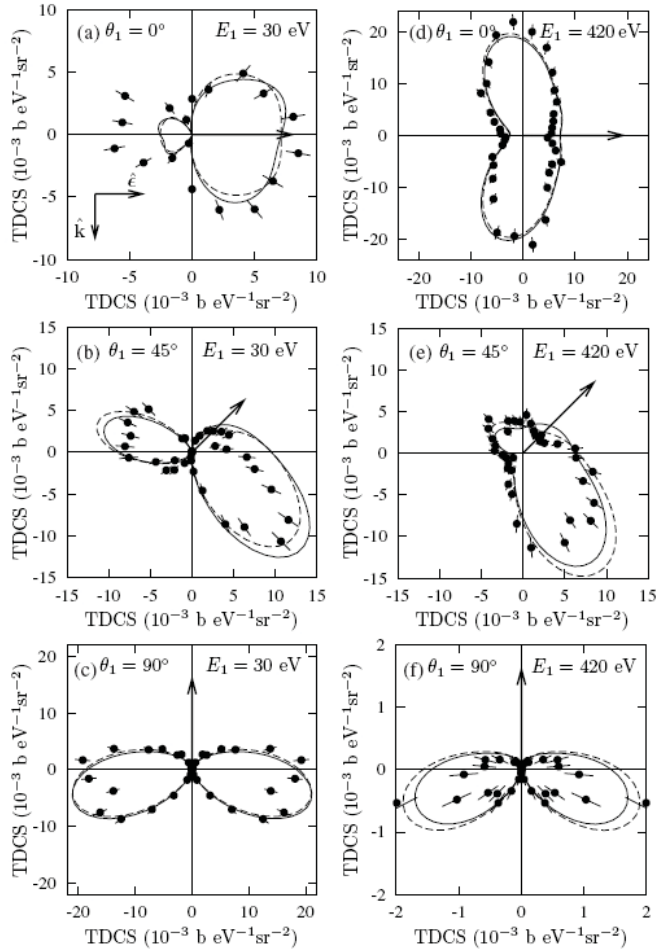 (a) θ₁ = 0° E₁ = 30 eV
10
5
0
-5
-10
-10 -5 0 5 10
TDCS (10⁻³ b eV⁻¹sr⁻²)
TDCS (10⁻³ b eV⁻¹sr⁻²)
ε̂
k̂
(d) θ₁ = 0° E₁ = 420 eV
20
10
0
10
-20
-20 -10 0 10 20
TDCS (10⁻³ b eV⁻¹sr⁻²)
TDCS (10⁻³ b eV⁻¹sr⁻²)
(b) θ₁ = 45° E₁ = 30 eV
15
10
5
0
-5
-10
-15
-15 -10 -5 0 5 10 15
TDCS (10⁻³ b eV⁻¹sr⁻²)
TDCS (10⁻³ b eV⁻¹sr⁻²)
(e) θ₁ = 45° E₁ = 420 eV
15
10
5
0
-5
-10
-15
-15 -10 -5 0 5 10 15
TDCS (10⁻³ b eV⁻¹sr⁻²)
TDCS (10⁻³ b eV⁻¹sr⁻²)
(c) θ₁ = 90° E₁ = 30 eV
20
10
0
-10
-20
-20 -10 0 10 20
TDCS (10⁻³ b eV⁻¹sr⁻²)
TDCS (10⁻³ b eV⁻¹sr⁻²)
(f) θ₁ = 90° E₁ = 420 eV
2
1
0
-1
-2
-2 -1 0 1 2
TDCS (10⁻³ b eV⁻¹sr⁻²)
TDCS (10⁻³ b eV⁻¹sr⁻²)